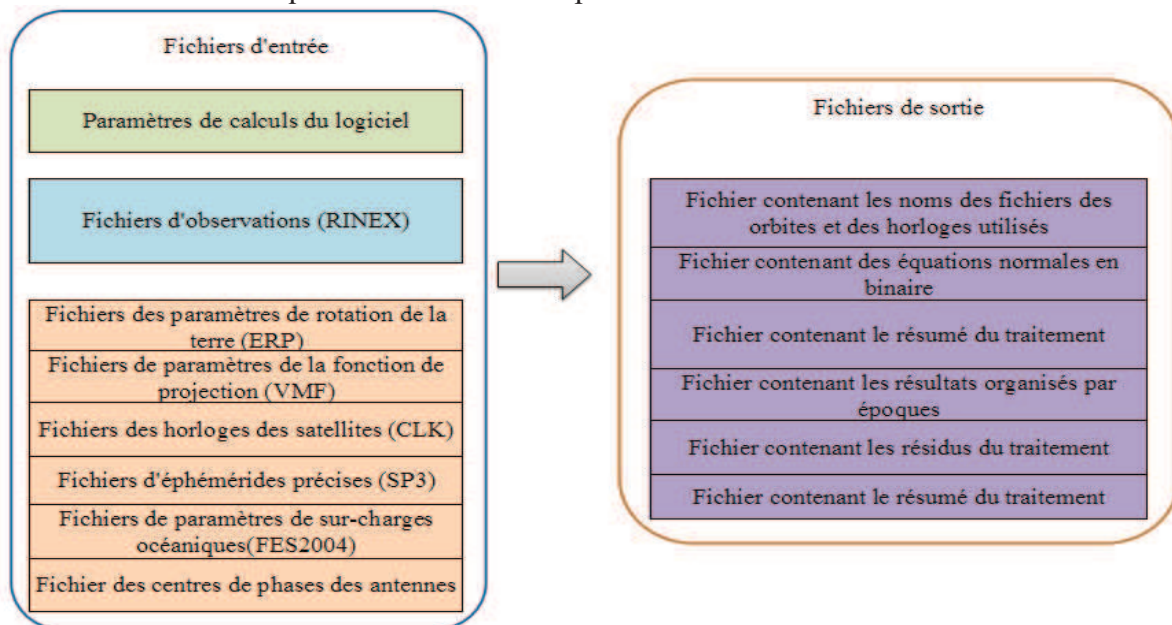 Fichiers d'entrée
Paramètres de calculs du logiciel
Fichiers d'observations (RINEX)
Fichiers des paramètres de rotation de la
terre (ERP)
Fichiers de paramètres de la fonction de
projection (VMF)
Fichiers des horloges des satellites (CLK)
Fichiers d'éphémérides précises (SP3)
Fichiers de paramètres de sur-charges
océaniques(FES2004)
Fichier des centres de phases des antennes
Fichiers de sortie
Fichier contenant les noms des fichiers des
orbites et des horloges utilisés
Fichier contenant des équations normales en
binaire
Fichier contenant le résumé du traitement
Fichier contenant les résultats organisés par
époques
Fichier contenant les résidus du traitement
Fichier contenant le résumé du traitement